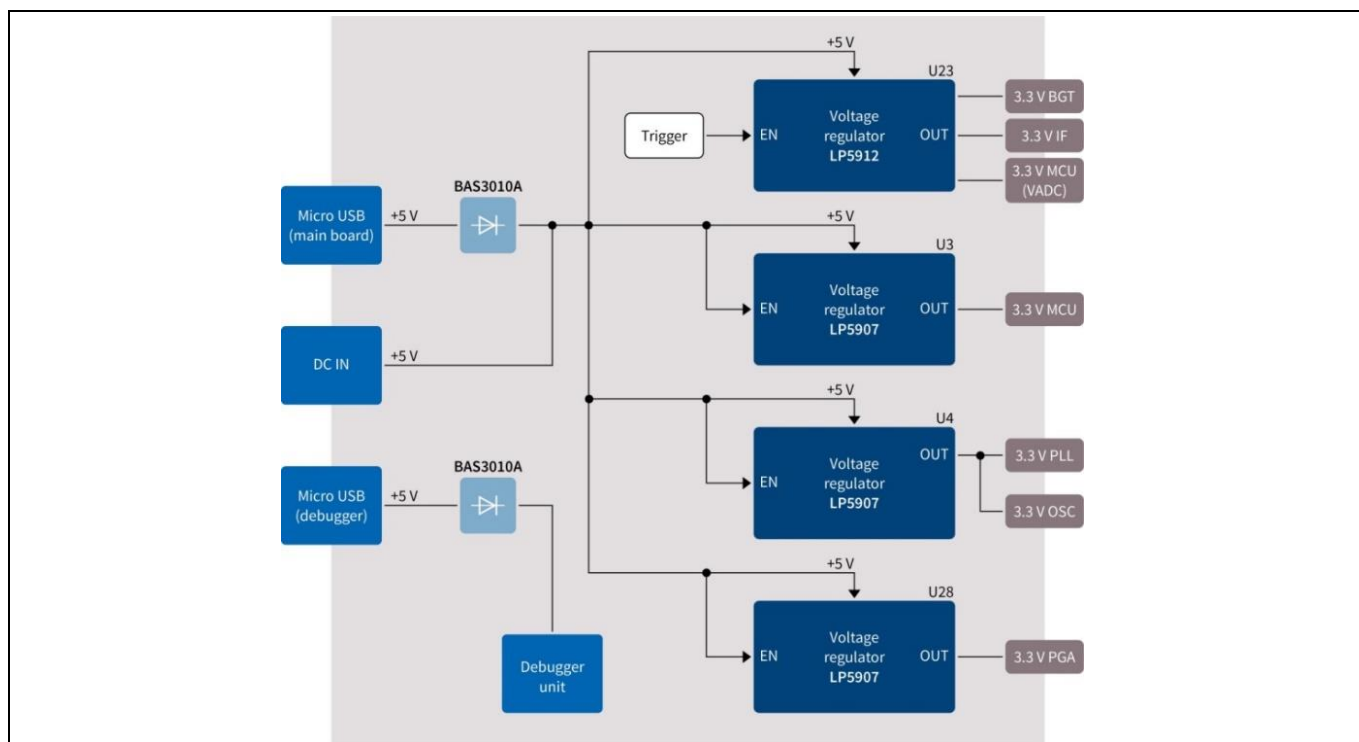 +5 V
U23
Trigger
EN
Voltage
regulator
LP5912
OUT
3.3 V BGT
3.3 V IF
3.3 V MCU
(VADC)
Micro USB
(main board)
+5 V
BAS3010A
+5 V
U3
EN
Voltage
regulator
LP5907
OUT
3.3 V MCU
DC IN
+5 V
+5 V
U4
EN
Voltage
regulator
LP5907
OUT
3.3 V PLL
3.3 V OSC
Micro USB
(debugger)
+5 V
BAS3010A
Debugger
unit
+5 V
U28
EN
Voltage
regulator
LP5907
OUT
3.3 V PGA